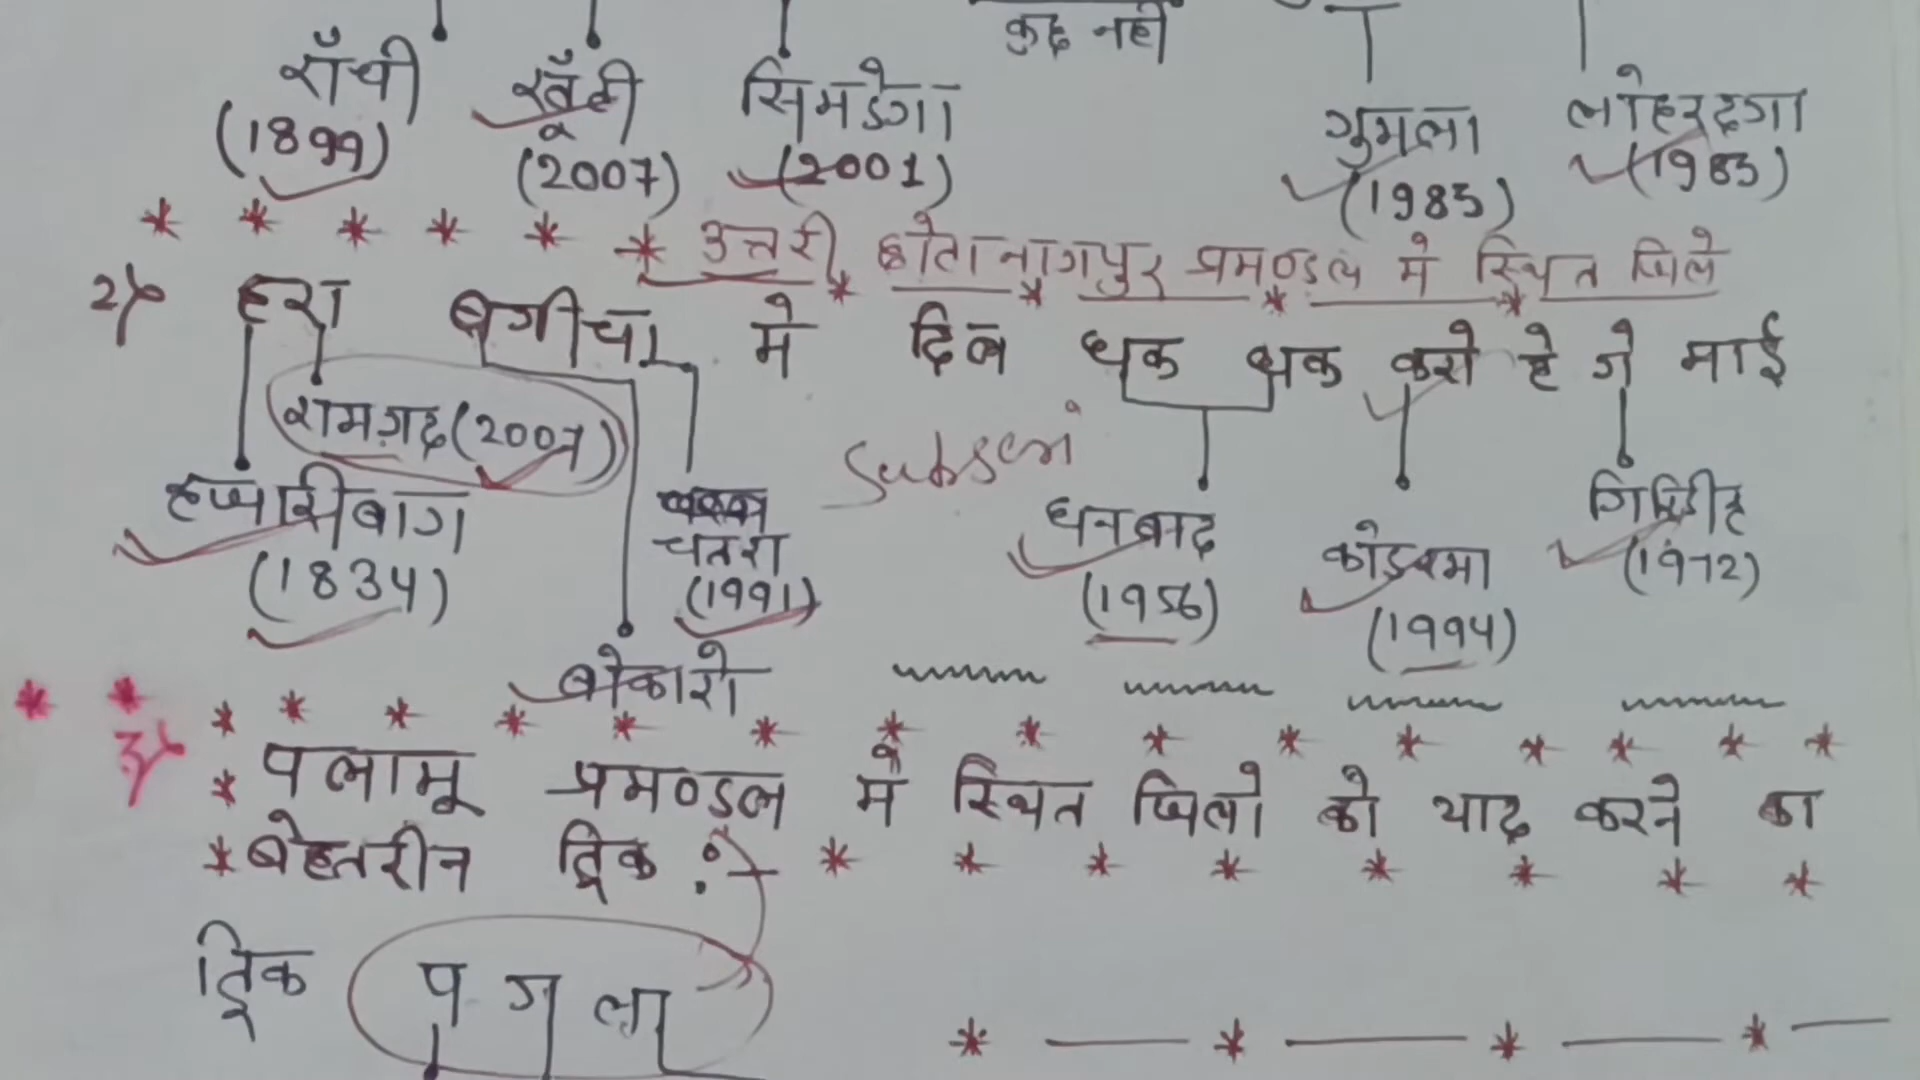 कुछ नहीं
राँची खूँटी सिमडेगा गुमला लोहरदगा
(1899) (2007) (2001) (1983) (1983)
* * * * * * उत्तरी छोतानागपुर प्रमण्डल में स्थित जिले
2) हरा बगीचा में दिल धक धक करो हे गे माई
रामगढ़ (2007)
हजारीबाग चतरा धनबाद कोडरमा गिरिडीह
(1834) (1991) (1956) (1994) (1972)
बोकारो
Subscri
3) पलामू प्रमण्डल में स्थित जिलो को याद करने का
* बेहतरीन ट्रिक :-
ट्रिक प ग ला